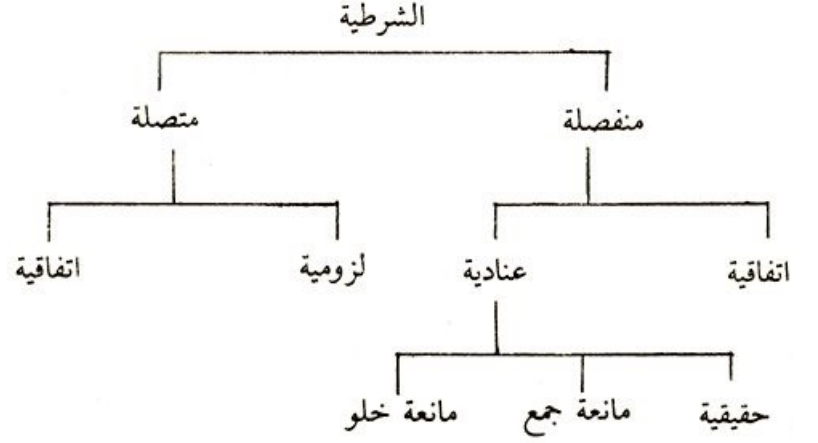 الشرطية
منفصلة متصلة
اتفاقية عنادية لزومية اتفاقية
حقيقية مانعة جمع مانعة خلو